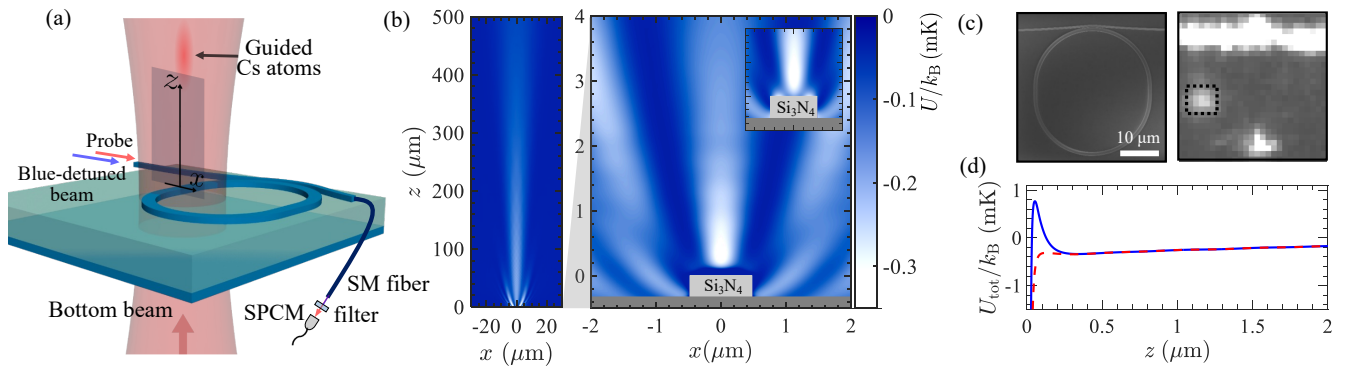 (a)
Guided
Cs atoms
z
Probe
Blue-detuned
beam
x
Bottom beam
SM fiber
SPCM
filter
(b)
500
400
300
200
100
0
z (μm)
-20 0 20
x (μm)
4
3
2
1
0
Si₃N₄
Si₃N₄
-2 -1 0 1 2
x(μm)
0
-0.1
-0.2
-0.3
U/k_B (mK)
(c)
10 μm
(d)
1
0
-1
U_tot/k_B (mK)
0 0.5 1 1.5 2
z (μm)